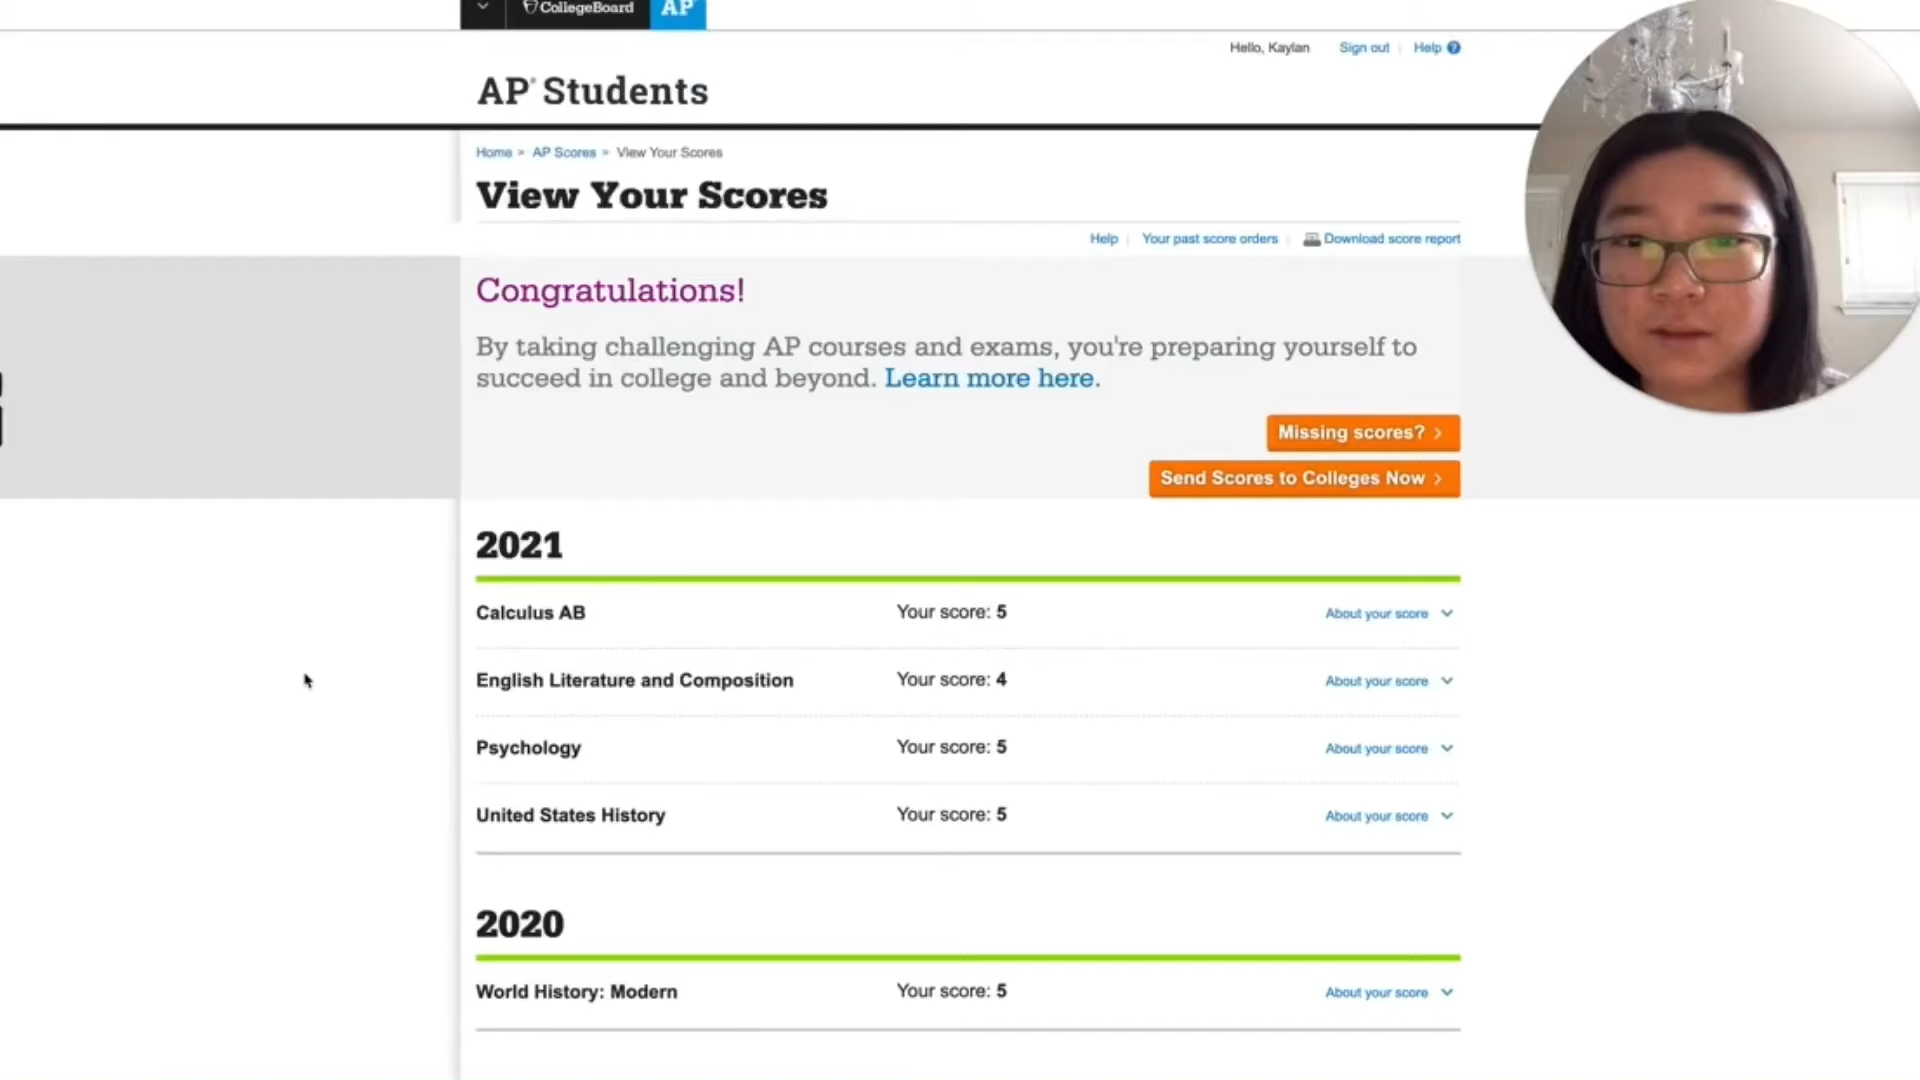 CollegeBoard AP
Hello, Kaylan Sign out Help ?
AP® Students
Home > AP Scores > View Your Scores
View Your Scores
Help Your past score orders Download score report
Congratulations!
By taking challenging AP courses and exams, you're preparing yourself to
succeed in college and beyond. Learn more here.
Missing scores? >
Send Scores to Colleges Now >
2021
Calculus AB Your score: 5 About your score
English Literature and Composition Your score: 4 About your score
Psychology Your score: 5 About your score
United States History Your score: 5 About your score
2020
World History: Modern Your score: 5 About your score